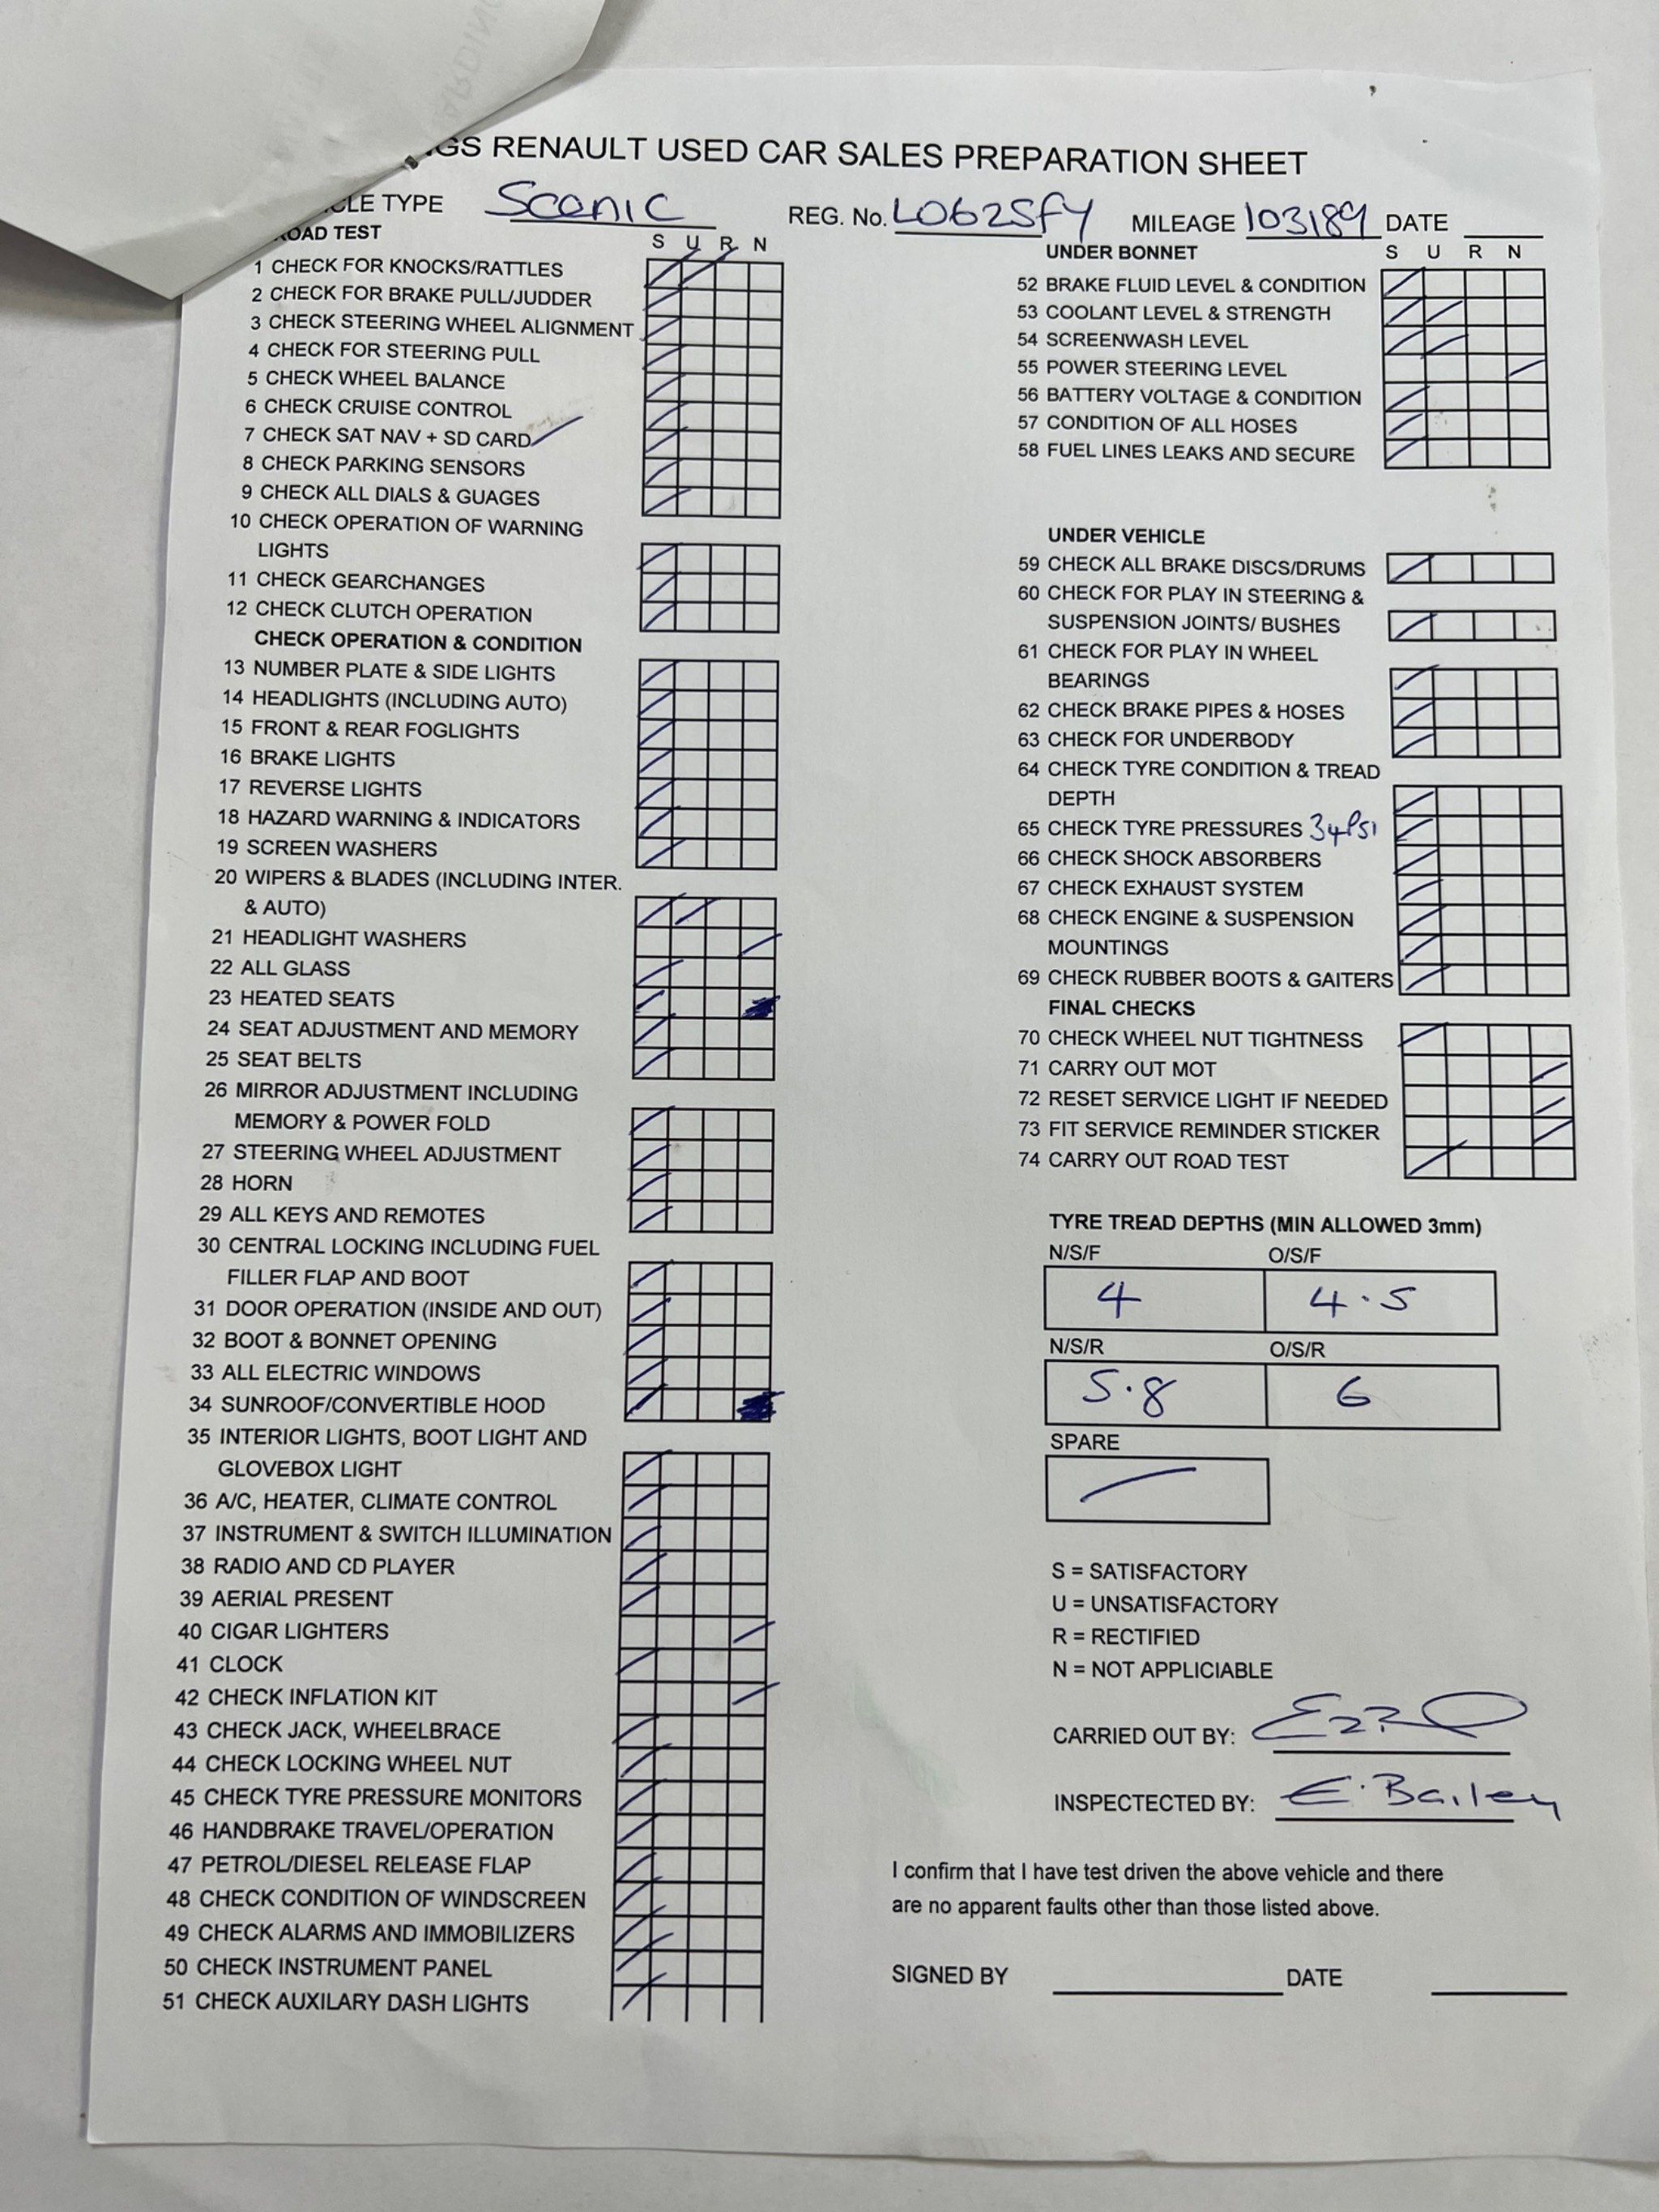 GS RENAULT USED CAR SALES PREPARATION SHEET
CLE TYPE Scenic REG. No. LO62SFY MILEAGE 103189 DATE
ROAD TEST S U R N
1 CHECK FOR KNOCKS/RATTLES
2 CHECK FOR BRAKE PULL/JUDDER
3 CHECK STEERING WHEEL ALIGNMENT
4 CHECK FOR STEERING PULL
5 CHECK WHEEL BALANCE
6 CHECK CRUISE CONTROL
7 CHECK SAT NAV + SD CARD
8 CHECK PARKING SENSORS
9 CHECK ALL DIALS & GUAGES
10 CHECK OPERATION OF WARNING
LIGHTS
11 CHECK GEARCHANGES
12 CHECK CLUTCH OPERATION
CHECK OPERATION & CONDITION
13 NUMBER PLATE & SIDE LIGHTS
14 HEADLIGHTS (INCLUDING AUTO)
15 FRONT & REAR FOGLIGHTS
16 BRAKE LIGHTS
17 REVERSE LIGHTS
18 HAZARD WARNING & INDICATORS
19 SCREEN WASHERS
20 WIPERS & BLADES (INCLUDING INTER.
& AUTO)
21 HEADLIGHT WASHERS
22 ALL GLASS
23 HEATED SEATS
24 SEAT ADJUSTMENT AND MEMORY
25 SEAT BELTS
26 MIRROR ADJUSTMENT INCLUDING
MEMORY & POWER FOLD
27 STEERING WHEEL ADJUSTMENT
28 HORN
29 ALL KEYS AND REMOTES
30 CENTRAL LOCKING INCLUDING FUEL
FILLER FLAP AND BOOT
31 DOOR OPERATION (INSIDE AND OUT)
32 BOOT & BONNET OPENING
33 ALL ELECTRIC WINDOWS
34 SUNROOF/CONVERTIBLE HOOD
35 INTERIOR LIGHTS, BOOT LIGHT AND
GLOVEBOX LIGHT
36 A/C, HEATER, CLIMATE CONTROL
37 INSTRUMENT & SWITCH ILLUMINATION
38 RADIO AND CD PLAYER
39 AERIAL PRESENT
40 CIGAR LIGHTERS
41 CLOCK
42 CHECK INFLATION KIT
43 CHECK JACK, WHEELBRACE
44 CHECK LOCKING WHEEL NUT
45 CHECK TYRE PRESSURE MONITORS
46 HANDBRAKE TRAVEL/OPERATION
47 PETROL/DIESEL RELEASE FLAP
48 CHECK CONDITION OF WINDSCREEN
49 CHECK ALARMS AND IMMOBILIZERS
50 CHECK INSTRUMENT PANEL
51 CHECK AUXILARY DASH LIGHTS
UNDER BONNET S U R N
52 BRAKE FLUID LEVEL & CONDITION
53 COOLANT LEVEL & STRENGTH
54 SCREENWASH LEVEL
55 POWER STEERING LEVEL
56 BATTERY VOLTAGE & CONDITION
57 CONDITION OF ALL HOSES
58 FUEL LINES LEAKS AND SECURE
UNDER VEHICLE
59 CHECK ALL BRAKE DISCS/DRUMS
60 CHECK FOR PLAY IN STEERING &
SUSPENSION JOINTS/ BUSHES
61 CHECK FOR PLAY IN WHEEL
BEARINGS
62 CHECK BRAKE PIPES & HOSES
63 CHECK FOR UNDERBODY
64 CHECK TYRE CONDITION & TREAD
DEPTH
65 CHECK TYRE PRESSURES 34PSI
66 CHECK SHOCK ABSORBERS
67 CHECK EXHAUST SYSTEM
68 CHECK ENGINE & SUSPENSION
MOUNTINGS
69 CHECK RUBBER BOOTS & GAITERS
FINAL CHECKS
70 CHECK WHEEL NUT TIGHTNESS
71 CARRY OUT MOT
72 RESET SERVICE LIGHT IF NEEDED
73 FIT SERVICE REMINDER STICKER
74 CARRY OUT ROAD TEST
TYRE TREAD DEPTHS (MIN ALLOWED 3mm)
N/S/F O/S/F
4 4.5
N/S/R O/S/R
5.8 6
SPARE
S = SATISFACTORY
U = UNSATISFACTORY
R = RECTIFIED
N = NOT APPLICIABLE
CARRIED OUT BY:
INSPECTECTED BY: E. Bailey
I confirm that I have test driven the above vehicle and there
are no apparent faults other than those listed above.
SIGNED BY DATE